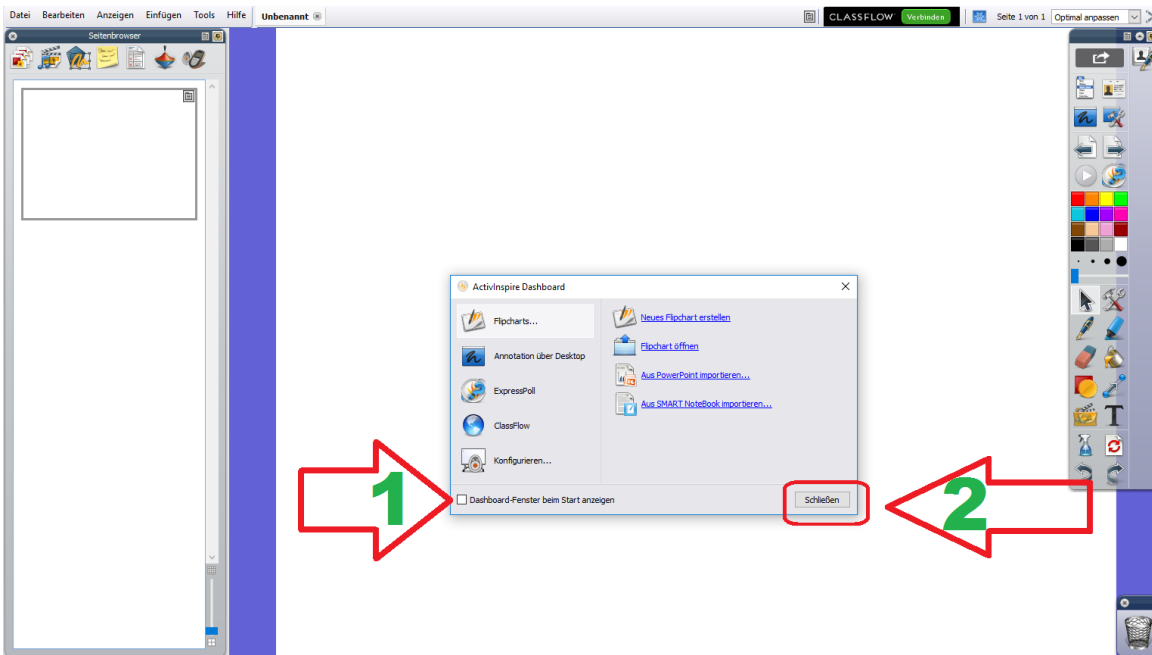 Datei Bearbeiten Anzeigen Einfügen Tools Hilfe Unbenannt CLASSFLOW Verbinden Seite 1 von 1 Optimal anpassen
Seitenbrowser
ActivInspire Dashboard
Flipcharts... Neues Flipchart erstellen
Flipchart öffnen
Annotation über Desktop
Aus PowerPoint importieren...
ExpressPoll
Aus SMART NoteBook importieren...
ClassFlow
Konfigurieren...
1 Dashboard-Fenster beim Start anzeigen Schließen 2
T